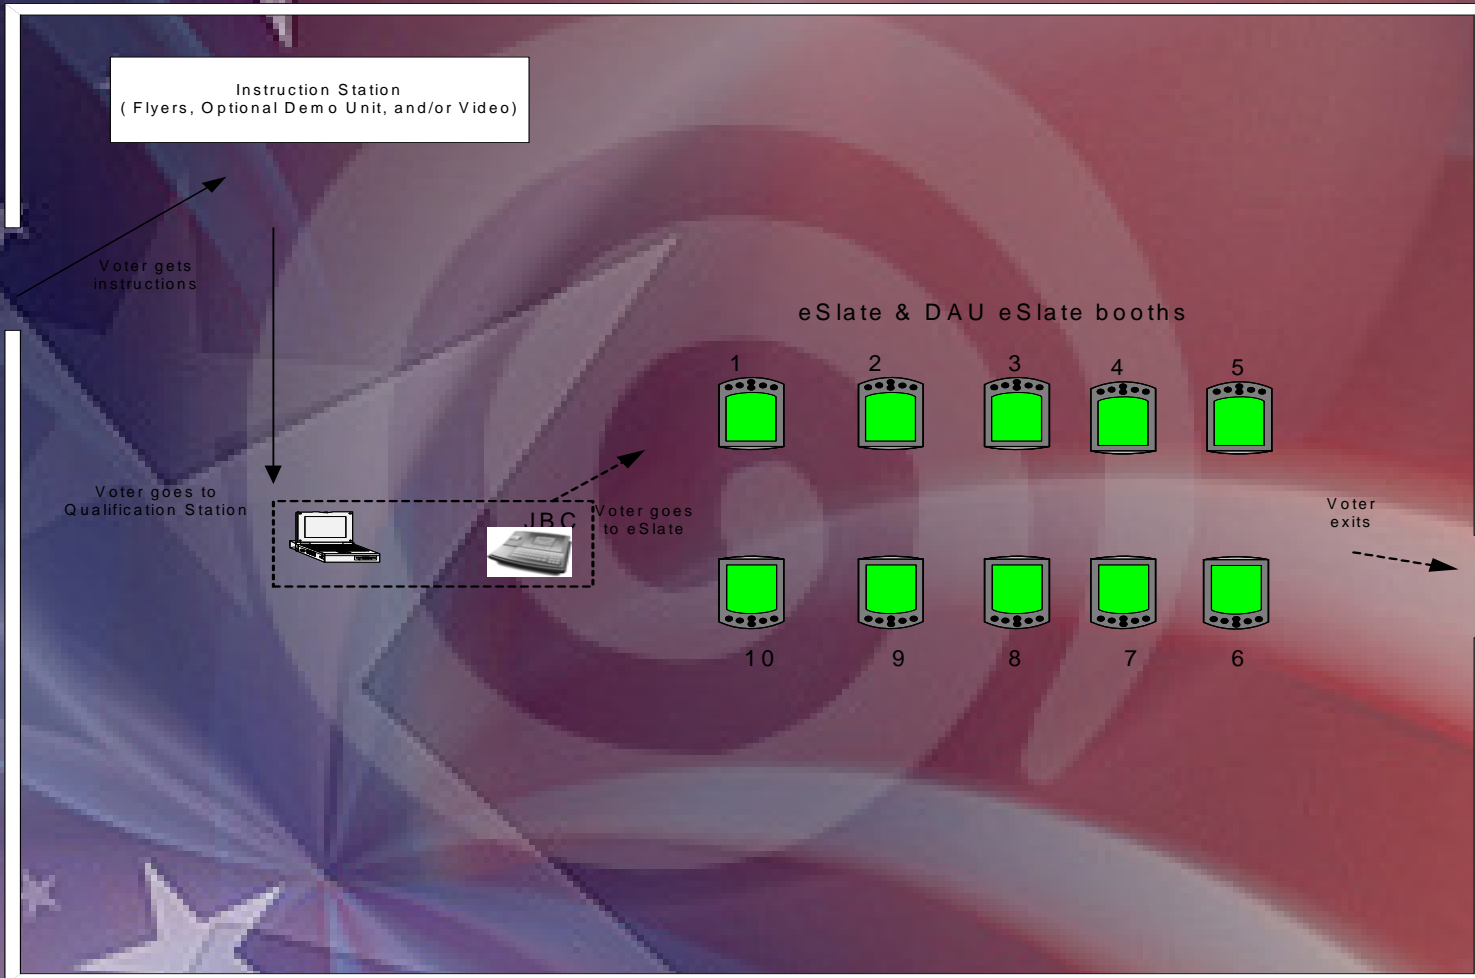 Instruction Station
( Flyers, Optional Demo Unit, and/or Video)
Voter gets
instructions
eSlate & DAU eSlate booths
1 2 3 4 5
Voter goes to
Qualification Station
JBC
Voter goes
to eSlate
Voter
exits
10 9 8 7 6